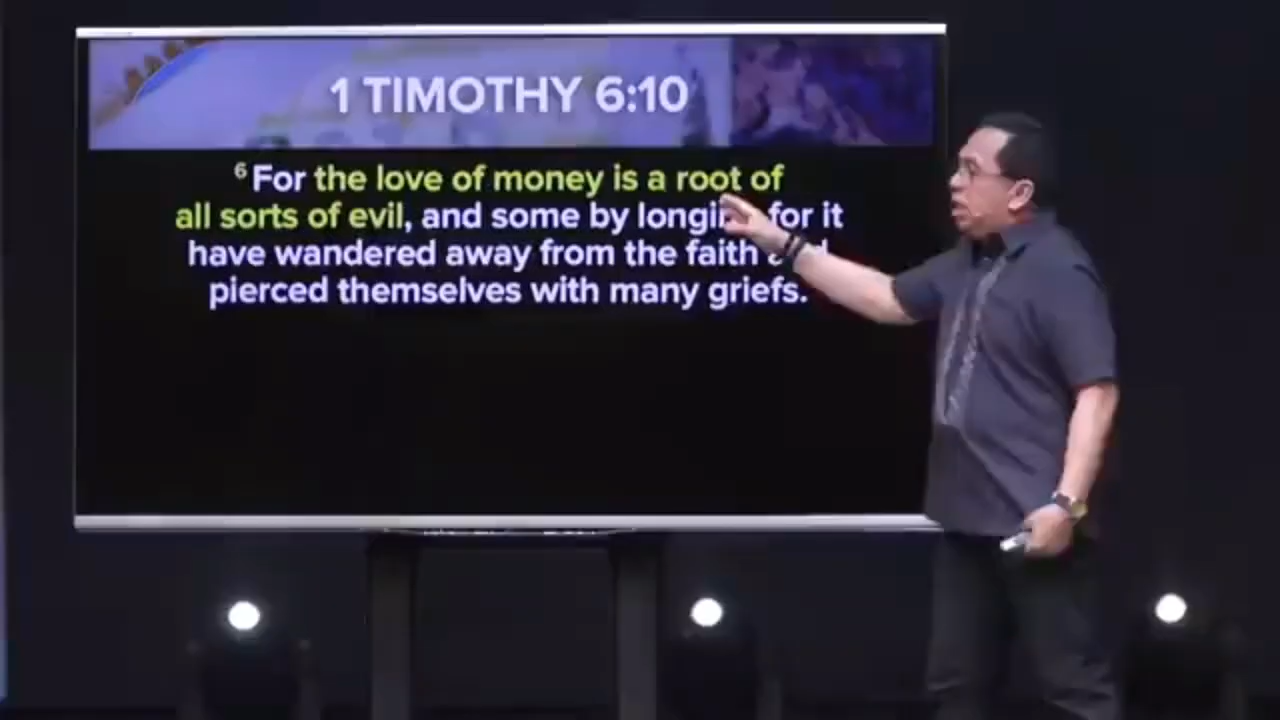 1 TIMOTHY 6:10
6 For the love of money is a root of
all sorts of evil, and some by for it
have wandered away from the faith
pierced themselves with many griefs.